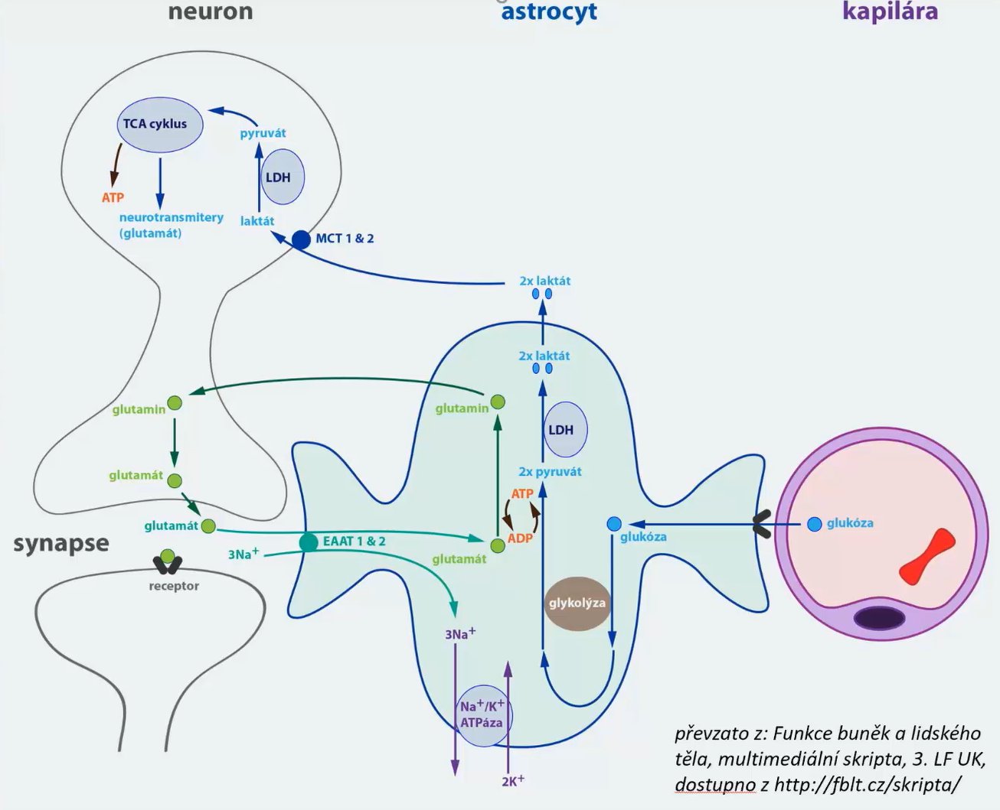 neuron
astrocyt
kapilára
TCA cyklus
pyruvát
LDH
ATP
neurotransmitery
(glutamát)
laktát
MCT 1 & 2
2x laktát
2x laktát
glutamin
glutamin
LDH
2x pyruvát
glutamát
ATP
ADP
glutamát
EAAT 1 & 2
glukóza
glukóza
synapse
3Na⁺
glutamát
receptor
glykolýza
3Na⁺
Na⁺/K⁺
ATPáza
2K⁺
převzato z: Funkce buněk a lidského
těla, multimediální skripta, 3. LF UK,
dostupno z http://fblt.cz/skripta/